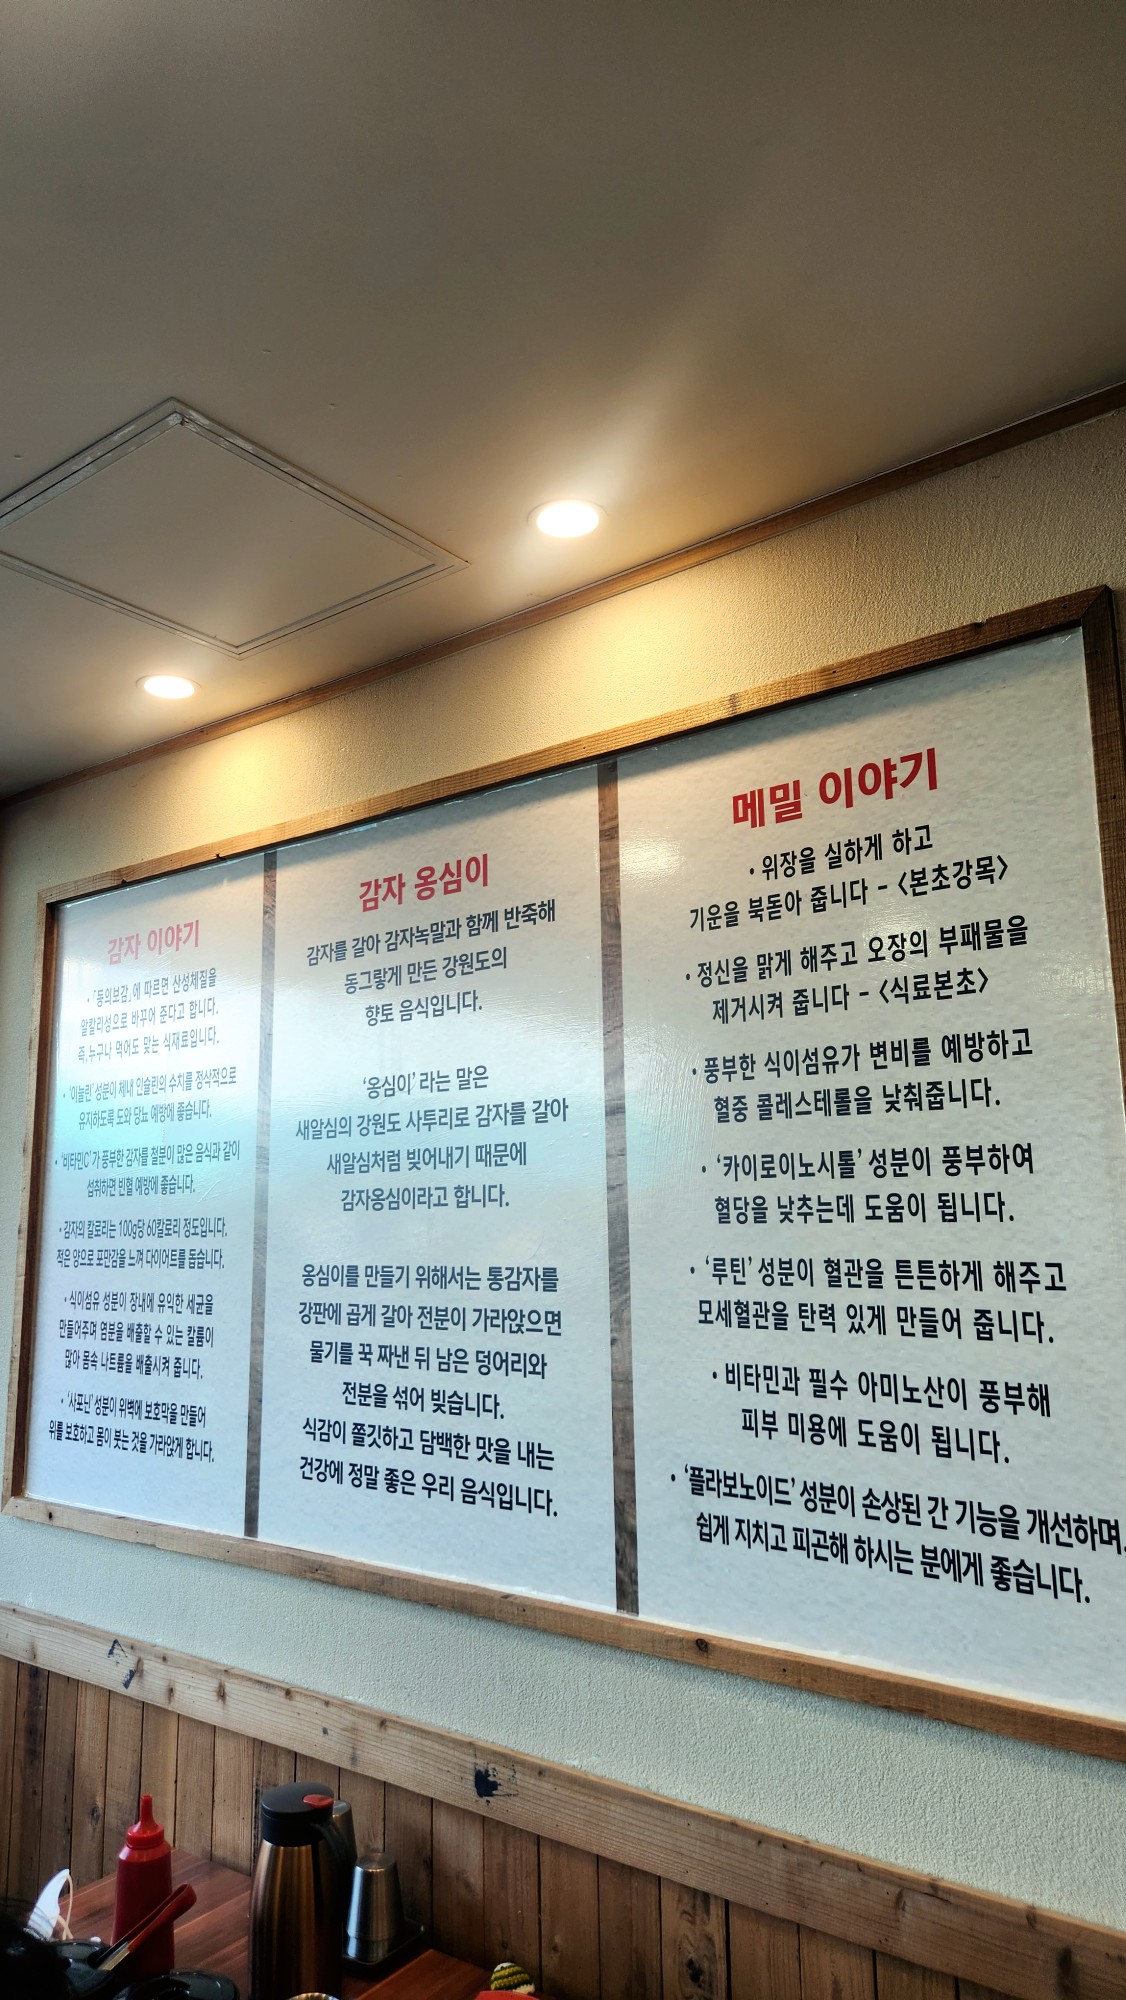 감자 이야기
· 「동의보감」에 따르면 산성체질을
알칼리성으로 바꾸어 준다고 합니다.
즉, 누구나 먹어도 맞는 식재료입니다.
· '이눌린' 성분이 체내 인슐린의 수치를 정삭적으로
유지하도록 도와 당뇨 예방에 좋습니다.
· '비타민C'가 풍부한 감자를 철분이 많은 음식과 같이
섭취하면 빈혈 예방에 좋습니다.
· 감자의 칼로리는 100g당 60칼로리 정도입니다.
적은 양으로 포만감을 느껴 다이어트를 돕습니다.
· 식이섬유 성분이 장내에 유익한 세균을
만들어주며 염분을 배출할 수 있는 칼륨이
많아 몸속 나트륨을 배출시켜 줍니다.
· '사포닌' 성분이 위벽에 보호막을 만들어
위를 보호하고 몸이 붓는 것을 가라앉게 합니다.
감자 옹심이
감자를 갈아 감자녹말과 함께 반죽해
동그랗게 만든 강원도의
향토 음식입니다.
'옹심이' 라는 말은
새알심의 강원도 사투리로 감자를 갈아
새알심처럼 빚어내기 때문에
감자옹심이라고 합니다.
옹심이를 만들기 위해서는 통감자를
강판에 곱게 갈아 전분이 가라앉으면
물기를 꾹 짜낸 뒤 남은 덩어리와
전분을 섞어 빚습니다.
식감이 쫄깃하고 담백한 맛을 내는
건강에 정말 좋은 우리 음식입니다.
메밀 이야기
· 위장을 실하게 하고
기운을 북돋아 줍니다 - <본초강목>
· 정신을 맑게 해주고 오장의 부패물을
제거시켜 줍니다 - <식료본초>
· 풍부한 식이섬유가 변비를 예방하고
혈중 콜레스테롤을 낮춰줍니다.
· '카이로이노시톨' 성분이 풍부하여
혈당을 낮추는데 도움이 됩니다.
· '루틴' 성분이 혈관을 튼튼하게 해주고
모세혈관을 탄력 있게 만들어 줍니다.
· 비타민과 필수 아미노산이 풍부해
피부 미용에 도움이 됩니다.
· '플라보노이드' 성분이 손상된 간 기능을 개선하며,
쉽게 지치고 피곤해 하시는 분에게 좋습니다.